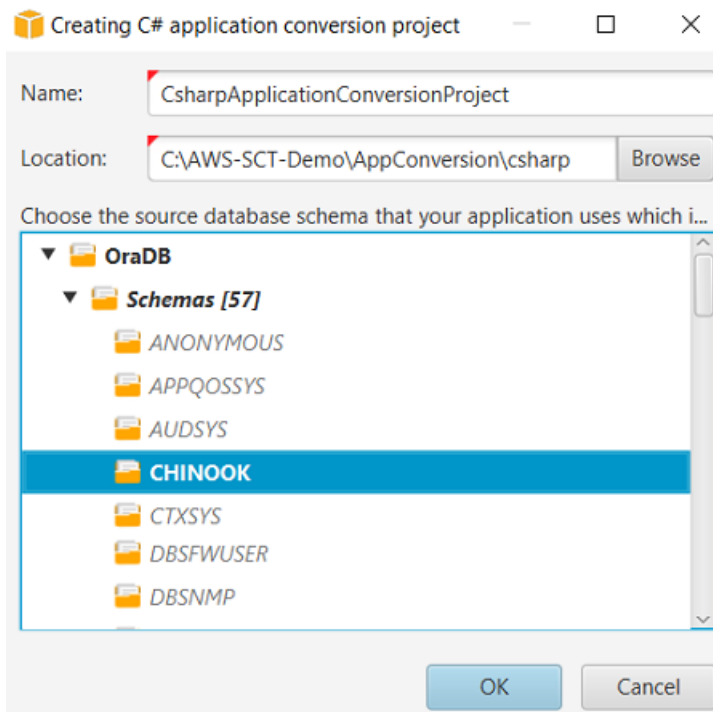 Creating C# application conversion project
Name: CsharpApplicationConversionProject
Location: C:\AWS-SCT-Demo\AppConversion\csharp Browse
Choose the source database schema that your application uses which i...
OraDB
Schemas [57]
ANONYMOUS
APPQOSSYS
AUDSYS
CHINOOK
CTXSYS
DBSFWUSER
DBSNMP
OK Cancel